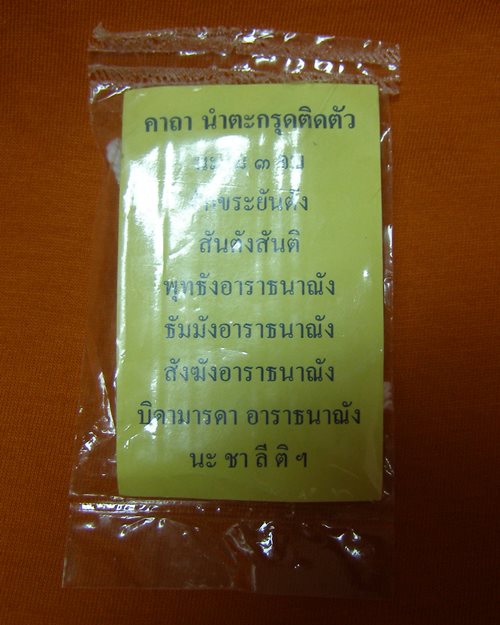 คาถา นำตะกรุดติดตัว
๓ จบ
สันตังสันติ
พุทธังอาราธนาณัง
ธัมมังอาราธนาณัง
สังฆังอาราธนาณัง
บิดามารดา อาราธนาณัง
นะ ชา ลี ติ ฯ